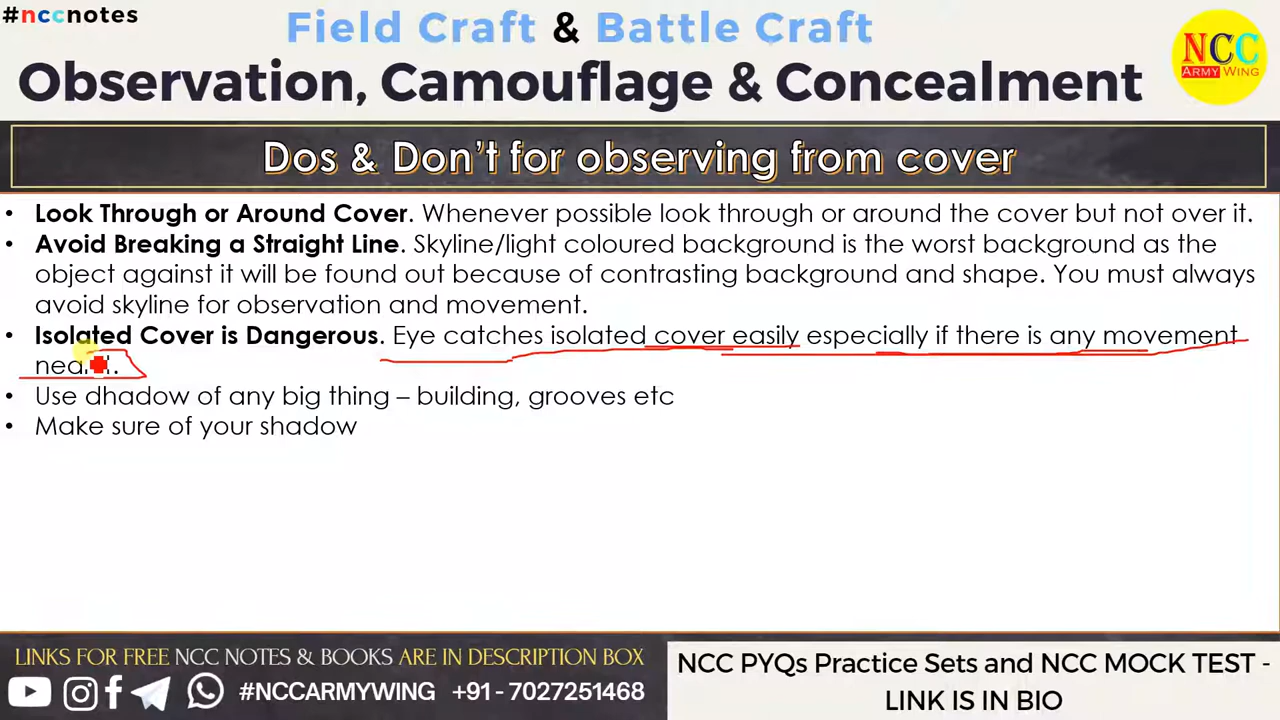 #nccnotes
Field Craft & Battle Craft
Observation, Camouflage & Concealment
NCC
ARMY WING
Dos & Don't for observing from cover
• Look Through or Around Cover. Whenever possible look through or around the cover but not over it.
• Avoid Breaking a Straight Line. Skyline/light coloured background is the worst background as the
object against it will be found out because of contrasting background and shape. You must always
avoid skyline for observation and movement.
• Isolated Cover is Dangerous. Eye catches isolated cover easily especially if there is any movement
• Use dhadow of any big thing – building, grooves etc
• Make sure of your shadow
LINKS FOR FREE NCC NOTES & BOOKS ARE IN DESCRIPTION BOX
#NCCARMYWING +91 - 7027251468
NCC PYQs Practice Sets and NCC MOCK TEST -
LINK IS IN BIO